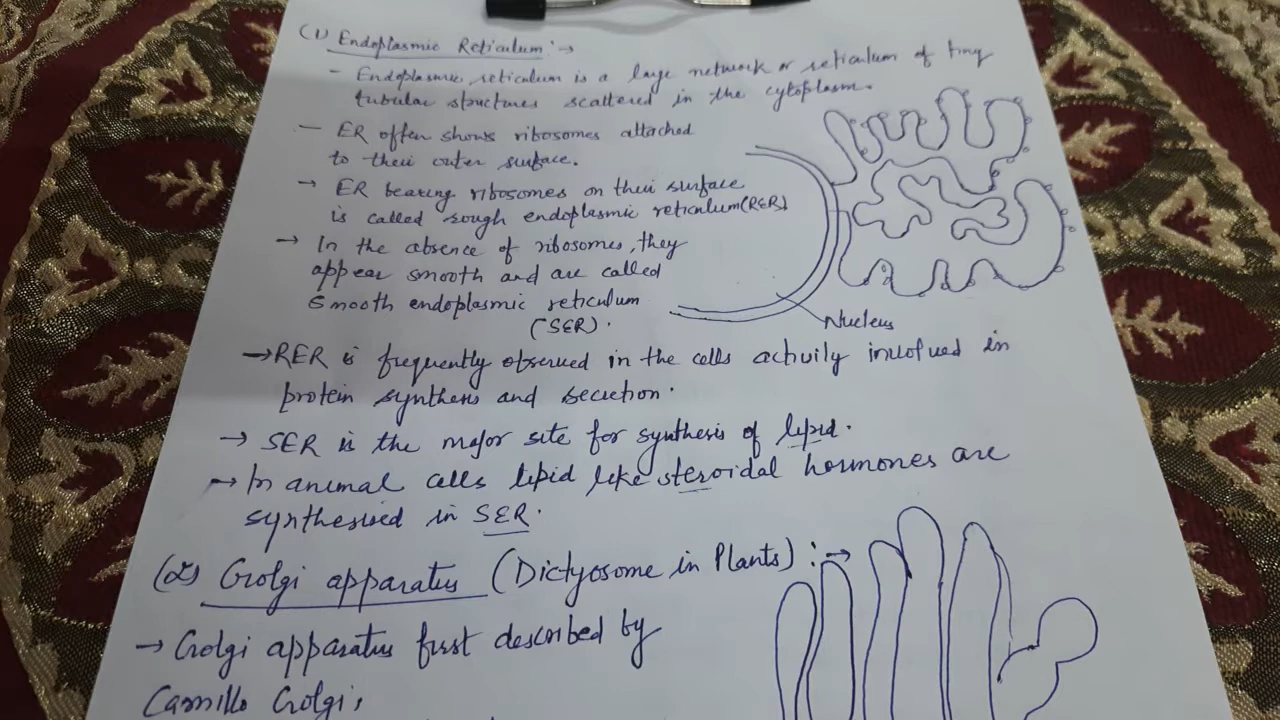 (1) Endoplasmic Reticulum :→
- Endoplasmic reticulum is a large network or reticulum of tiny
tubular structures scattered in the cytoplasm.
- ER often shows ribosomes attached
to their outer surface.
→ ER bearing ribosomes on their surface
is called rough endoplasmic reticulum (RER)
→ In the absence of ribosomes, they
appear smooth and are called
Smooth endoplasmic reticulum
(SER).
Nucleus
→ RER is frequently observed in the cells activily involved in
protein synthesis and secretion.
→ SER is the major site for synthesis of lipid.
→ In animal cells lipid like steroidal hormones are
synthesised in SER.
(2) Golgi apparatus (Dictyosome in Plants) :→
→ Golgi apparatus first described by
Camillo Golgi,